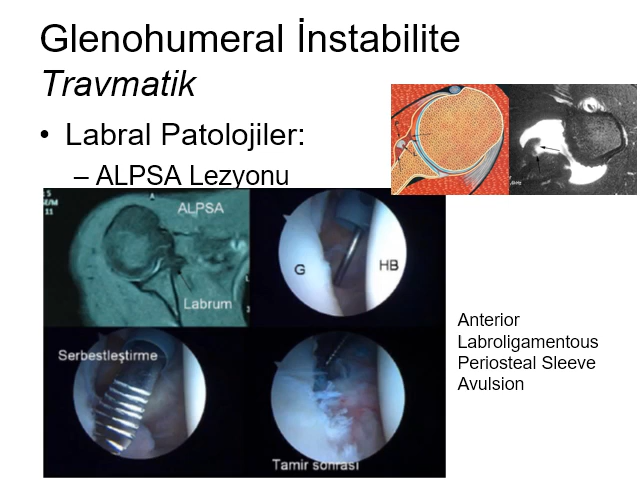 Glenohumeral İnstabilite
Travmatik
• Labral Patolojiler:
– ALPSA Lezyonu
A
ALPSA
Labrum
G
HB
Serbestleştirme
Tamir sonrası
Anterior
Labroligamentous
Periosteal Sleeve
Avulsion